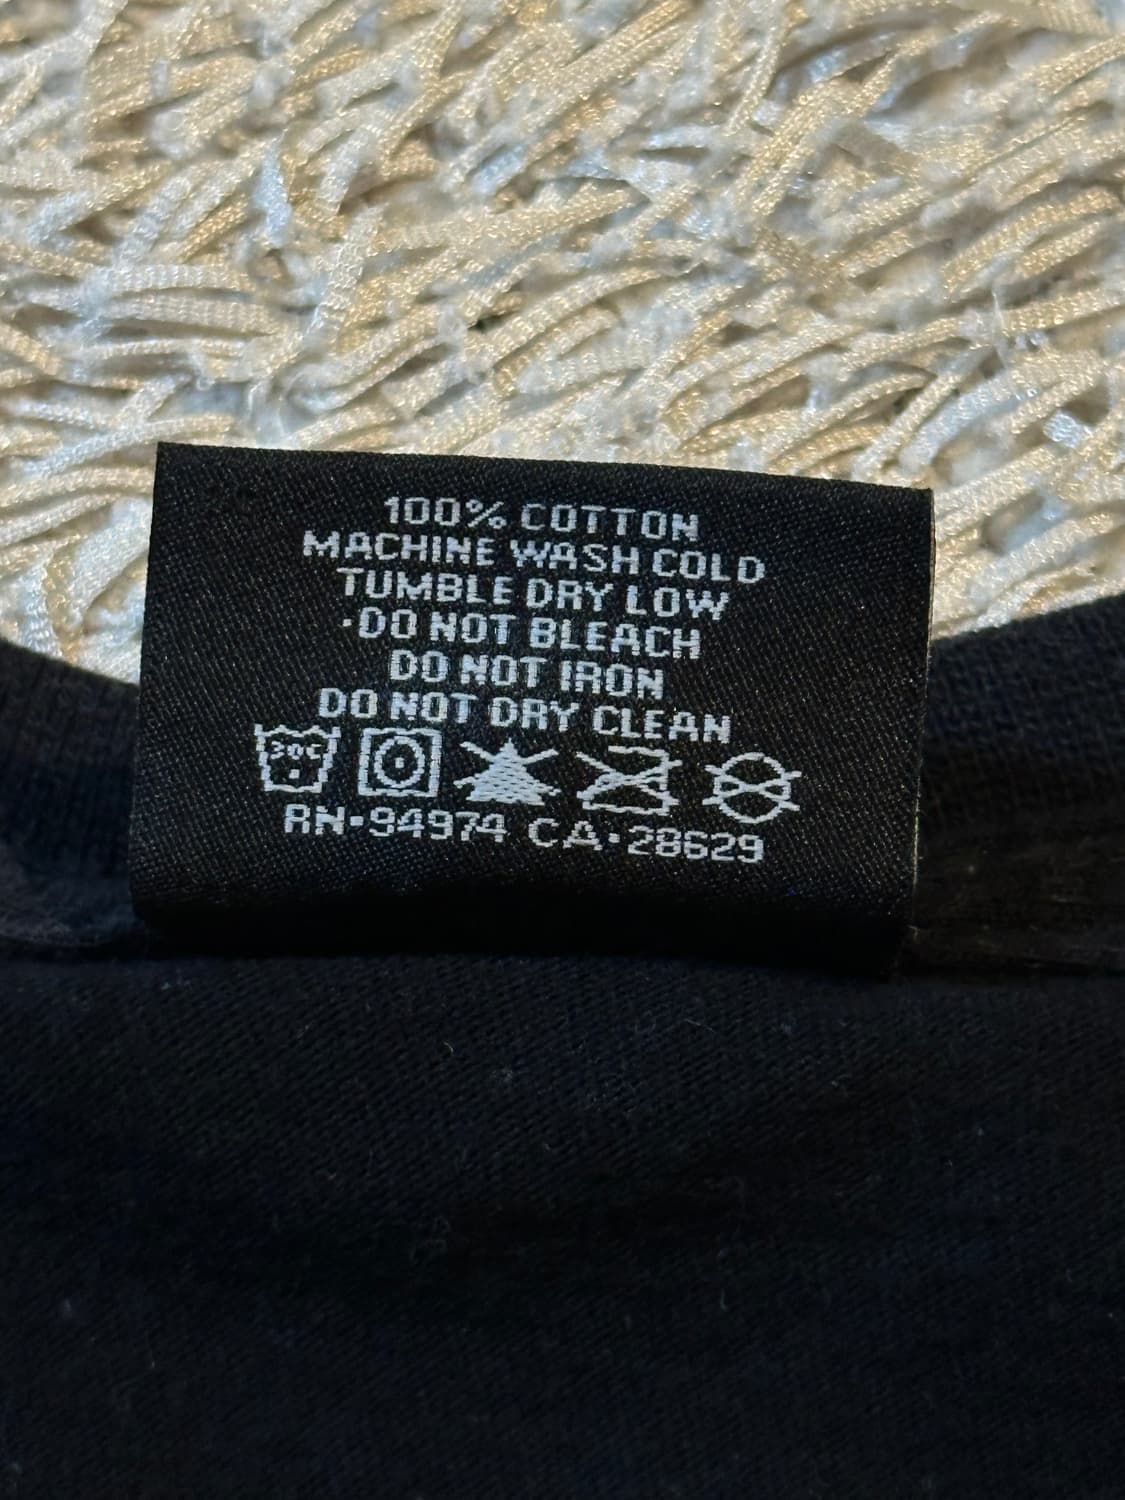 100% COTTON
MACHINE WASH COLD
TUMBLE DRY LOW
·DO NOT BLEACH
DO NOT IRON
DO NOT DRY CLEAN
30C
RN·94974 CA·28629